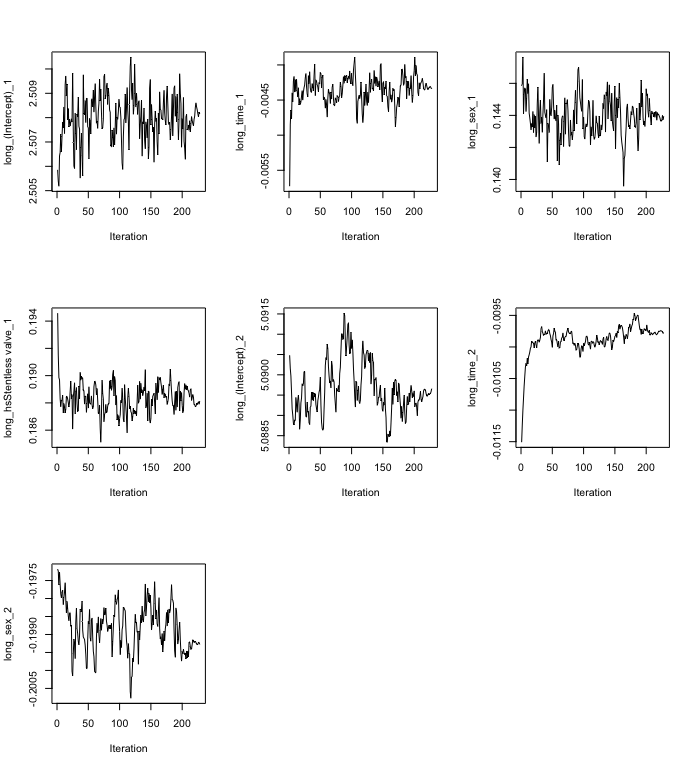 long_(Intercept)_1
2.505 2.507 2.509
0 50 100 150 200
Iteration
long_time_1
-0.0055 -0.0045
0 50 100 150 200
Iteration
long_sex_1
0.140 0.144
0 50 100 150 200
Iteration
long_hsStentless valve_1
0.186 0.190 0.194
0 50 100 150 200
Iteration
long_(Intercept)_2
5.0885 5.0900 5.0915
0 50 100 150 200
Iteration
long_time_2
-0.0115 -0.0105 -0.0095
0 50 100 150 200
Iteration
long_sex_2
-0.2005 -0.1990 -0.1975
0 50 100 150 200
Iteration